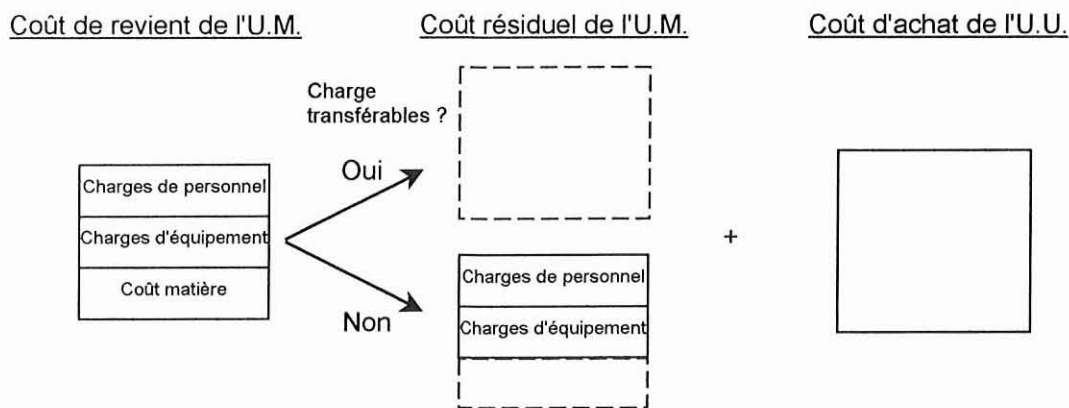 Coût de revient de l'U.M.
Coût résiduel de l'U.M.
Coût d'achat de l'U.U.
Charge
transférables ?
Oui
Charges de personnel
Charges d'équipement
Coût matière
+
Non
Charges de personnel
Charges d'équipement